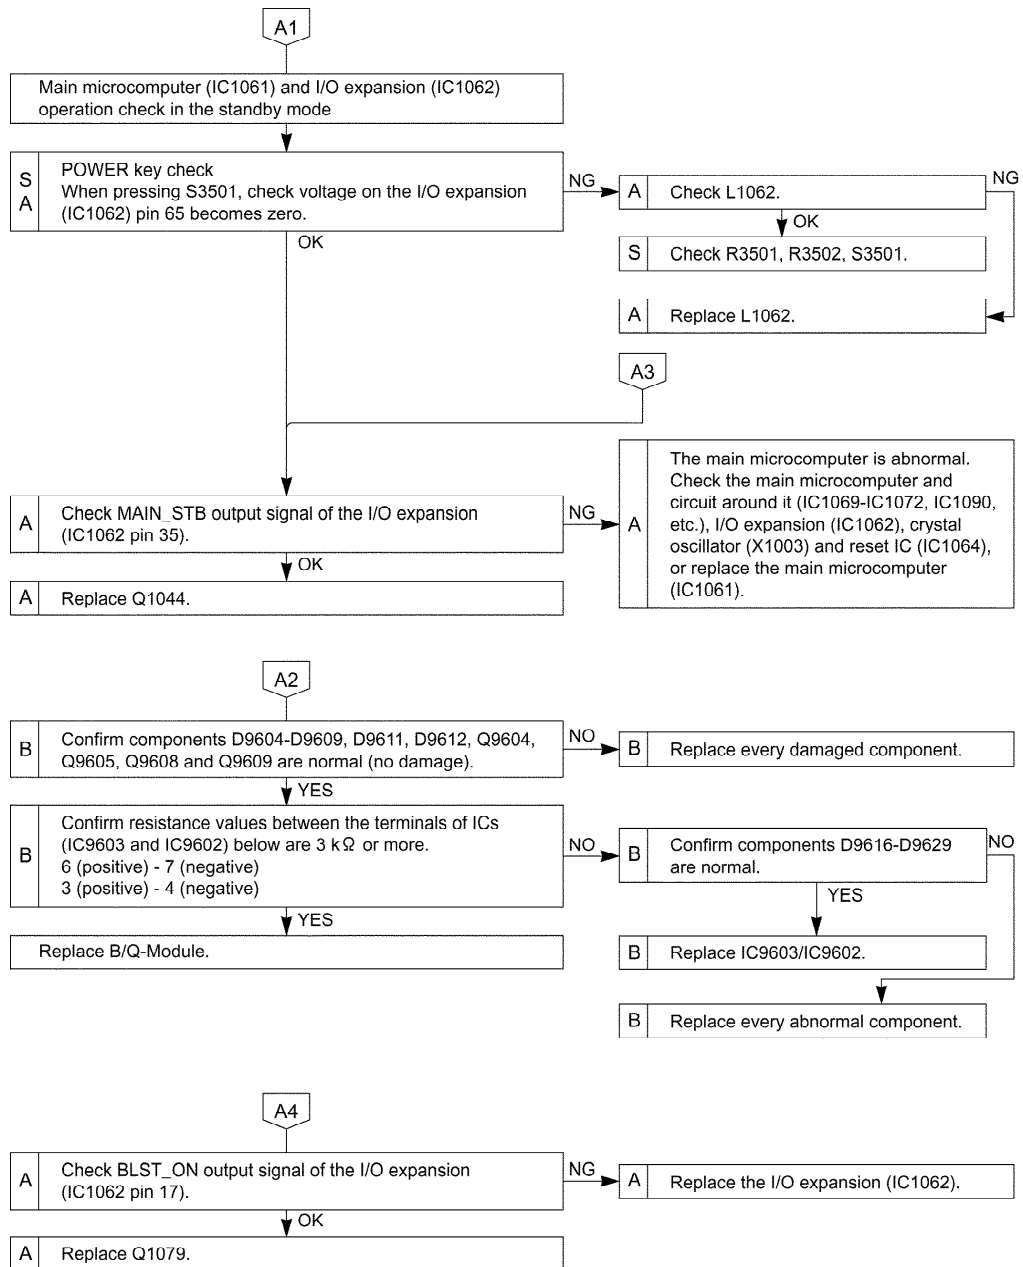 A1
Main microcomputer (IC1061) and I/O expansion (IC1062)
operation check in the standby mode
S
A
POWER key check
When pressing S3501, check voltage on the I/O expansion
(IC1062) pin 65 becomes zero.
NG
OK
A
Check L1062.
NG
OK
S
Check R3501, R3502, S3501.
A
Replace L1062.
A3
A
Check MAIN_STB output signal of the I/O expansion
(IC1062 pin 35).
NG
OK
A
The main microcomputer is abnormal.
Check the main microcomputer and
circuit around it (IC1069-IC1072, IC1090,
etc.), I/O expansion (IC1062), crystal
oscillator (X1003) and reset IC (IC1064),
or replace the main microcomputer
(IC1061).
A
Replace Q1044.
A2
B
Confirm components D9604-D9609, D9611, D9612, Q9604,
Q9605, Q9608 and Q9609 are normal (no damage).
NO
YES
B
Replace every damaged component.
B
Confirm resistance values between the terminals of ICs
(IC9603 and IC9602) below are 3 kΩ or more.
6 (positive) - 7 (negative)
3 (positive) - 4 (negative)
NO
YES
B
Confirm components D9616-D9629
are normal.
NO
YES
Replace B/Q-Module.
B
Replace IC9603/IC9602.
B
Replace every abnormal component.
A4
A
Check BLST_ON output signal of the I/O expansion
(IC1062 pin 17).
NG
OK
A
Replace the I/O expansion (IC1062).
A
Replace Q1079.